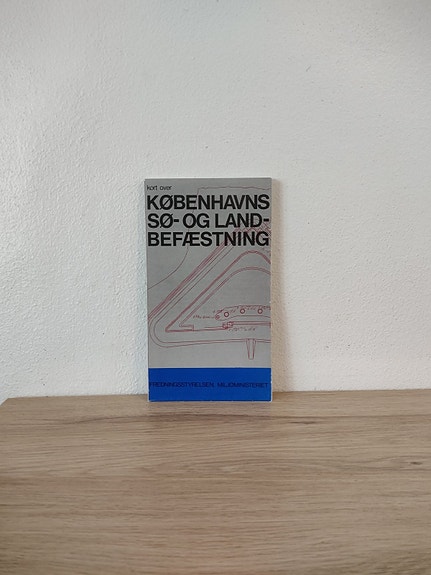 kort over
KØBENHAVNS
SØ- OG LAND-
BEFÆSTNING
FREDNINGSSTYRELSEN, MILJØMINISTERIET